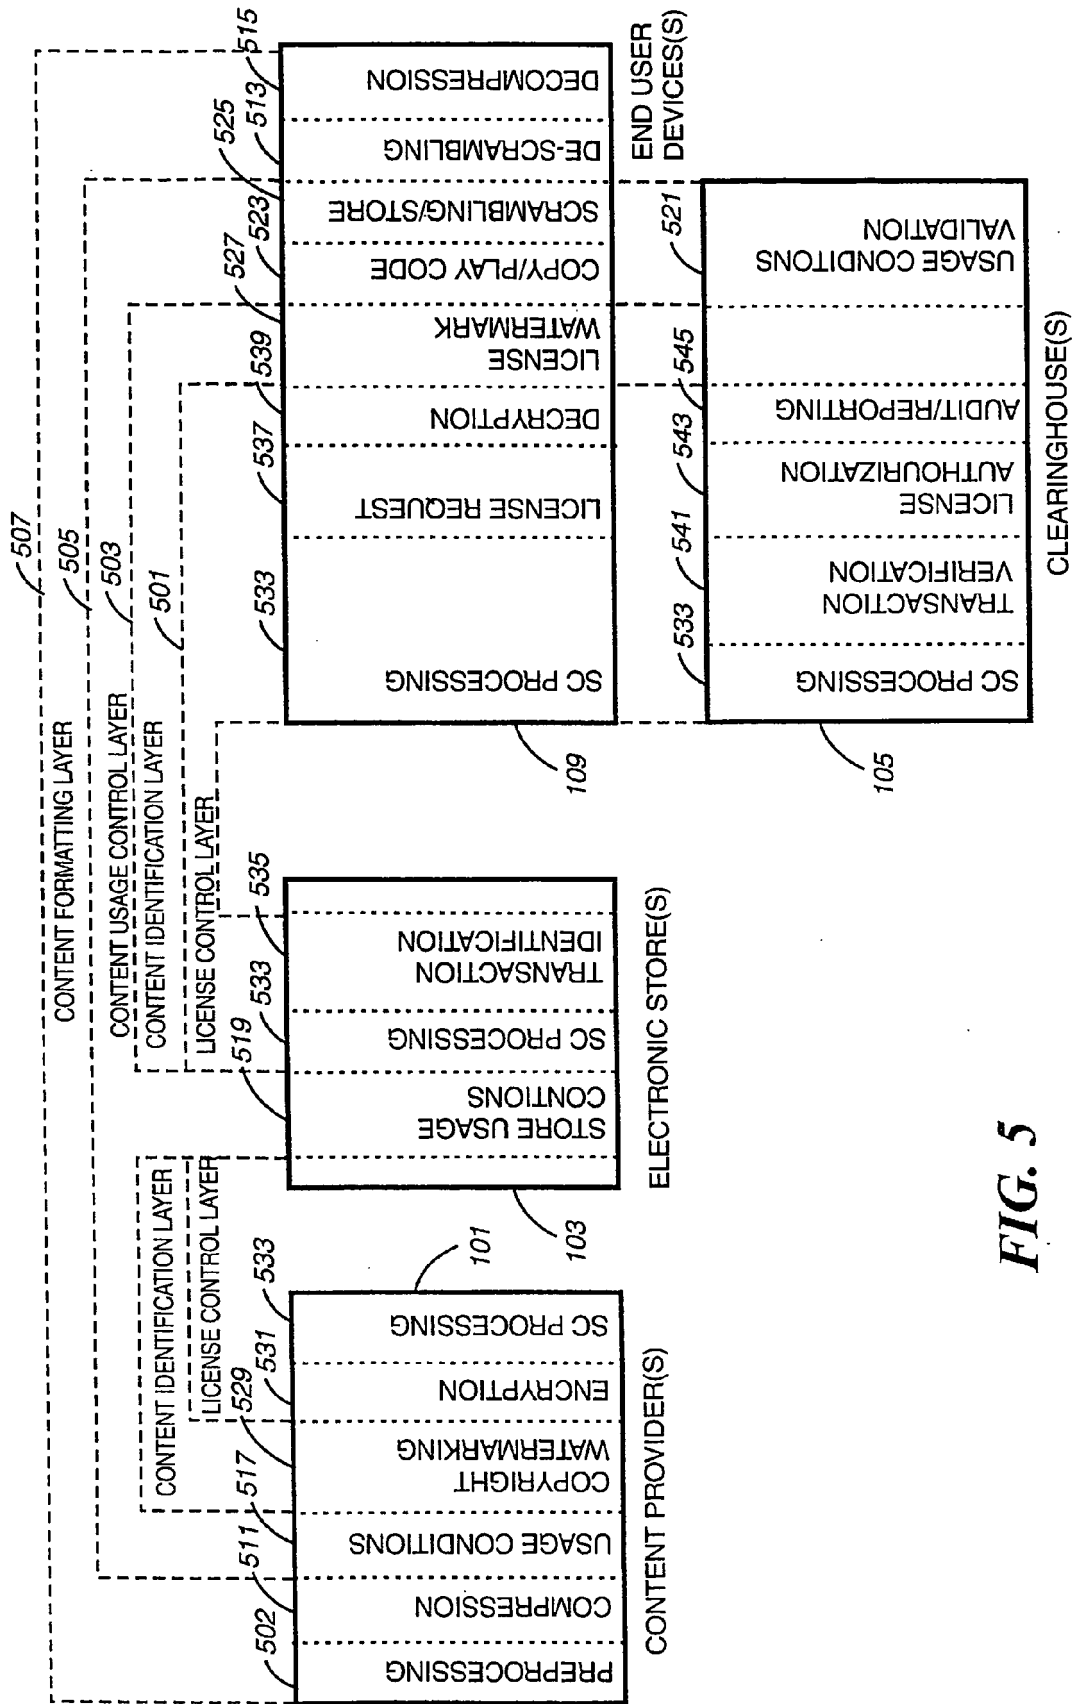 507
CONTENT FORMATTING LAYER
505
CONTENT USAGE CONTROL LAYER
503
CONTENT IDENTIFICATION LAYER
501
LICENSE CONTROL LAYER
CONTENT IDENTIFICATION LAYER
LICENSE CONTROL LAYER
502
PREPROCESSING
511
COMPRESSION
517
USAGE CONDITIONS
529
COPYRIGHT
WATERMARKING
531
ENCRYPTION
533
SC PROCESSING
101
CONTENT PROVIDER(S)
519
STORE USAGE
CONTIONS
533
SC PROCESSING
535
TRANSACTION
IDENTIFICATION
103
ELECTRONIC STORE(S)
533
SC PROCESSING
537
LICENSE REQUEST
539
DECRYPTION
527
LICENSE
WATERMARK
523
COPY/PLAY CODE
525
SCRAMBLING/STORE
513
DE-SCRAMBLING
515
DECOMPRESSION
109
END USER
DEVICES(S)
533
SC PROCESSING
541
TRANSACTION
VERIFICATION
543
LICENSE
AUTHOURIZATION
545
AUDIT/REPORTING
521
USAGE CONDITONS
VALIDATION
105
CLEARINGHOUSE(S)
FIG. 5